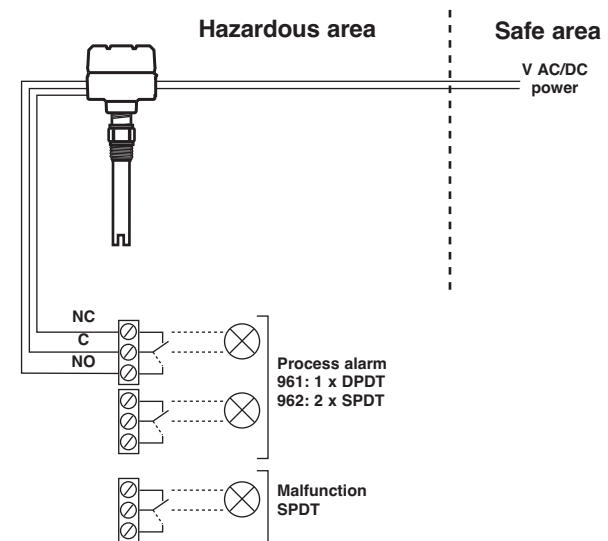 Hazardous area
Safe area
V AC/DC
power
NC
C
NO
Process alarm
961: 1 x DPDT
962: 2 x SPDT
Malfunction
SPDT